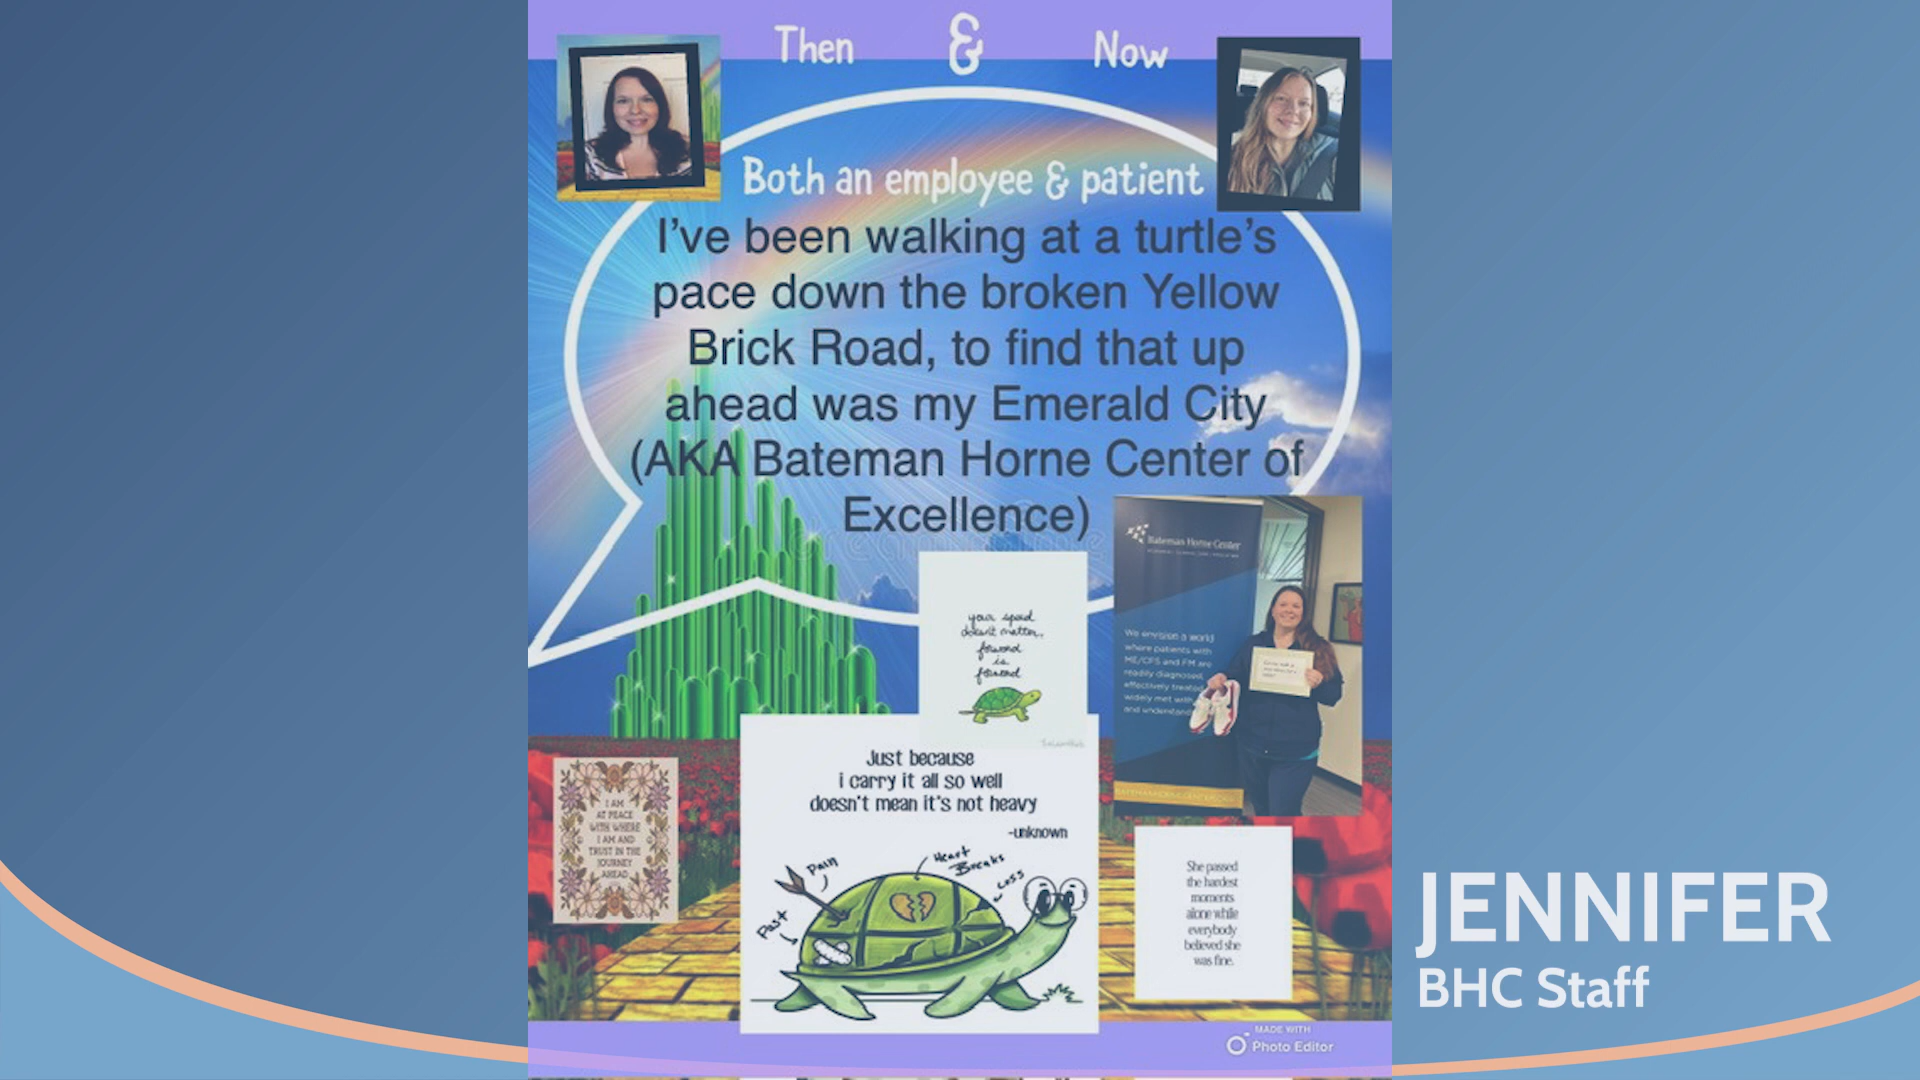 Then & Now
Both an employee & patient
I've been walking at a turtle's
pace down the broken Yellow
Brick Road, to find that up
ahead was my Emerald City
(AKA Bateman Horne Center of
Excellence)
Bateman Horne Center
We envision a world
where patients with
ME/CFS and FM are
readily diagnosed,
effectively treated
widely met with
and understand
your speed
doesn't matter,
forward
is
forward
Just because
i carry it all so well
doesn't mean it's not heavy
-unknown
Pain
Heart
Breaks
Loss
Past
I AM
AT PEACE
WITH WHERE
I AM AND
TRUST IN THE
JOURNEY
AHEAD
She passed
the hardest
moments
alone while
everybody
believed she
was fine.
JENNIFER
BHC Staff
MADE WITH
Photo Editor